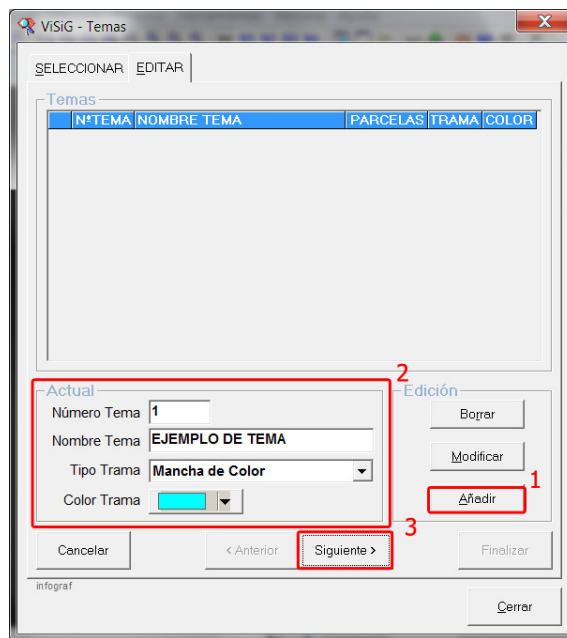 ViSiG - Temas
SELECCIONAR EDITAR
Temas
NºTEMA NOMBRE TEMA PARCELAS TRAMA COLOR
2
Actual
Número Tema 1
Nombre Tema EJEMPLO DE TEMA
Tipo Trama Mancha de Color
Color Trama
Edición
Borrar
Modificar
1
Añadir
3
Cancelar < Anterior Siguiente > Finalizar
infograf
Cerrar